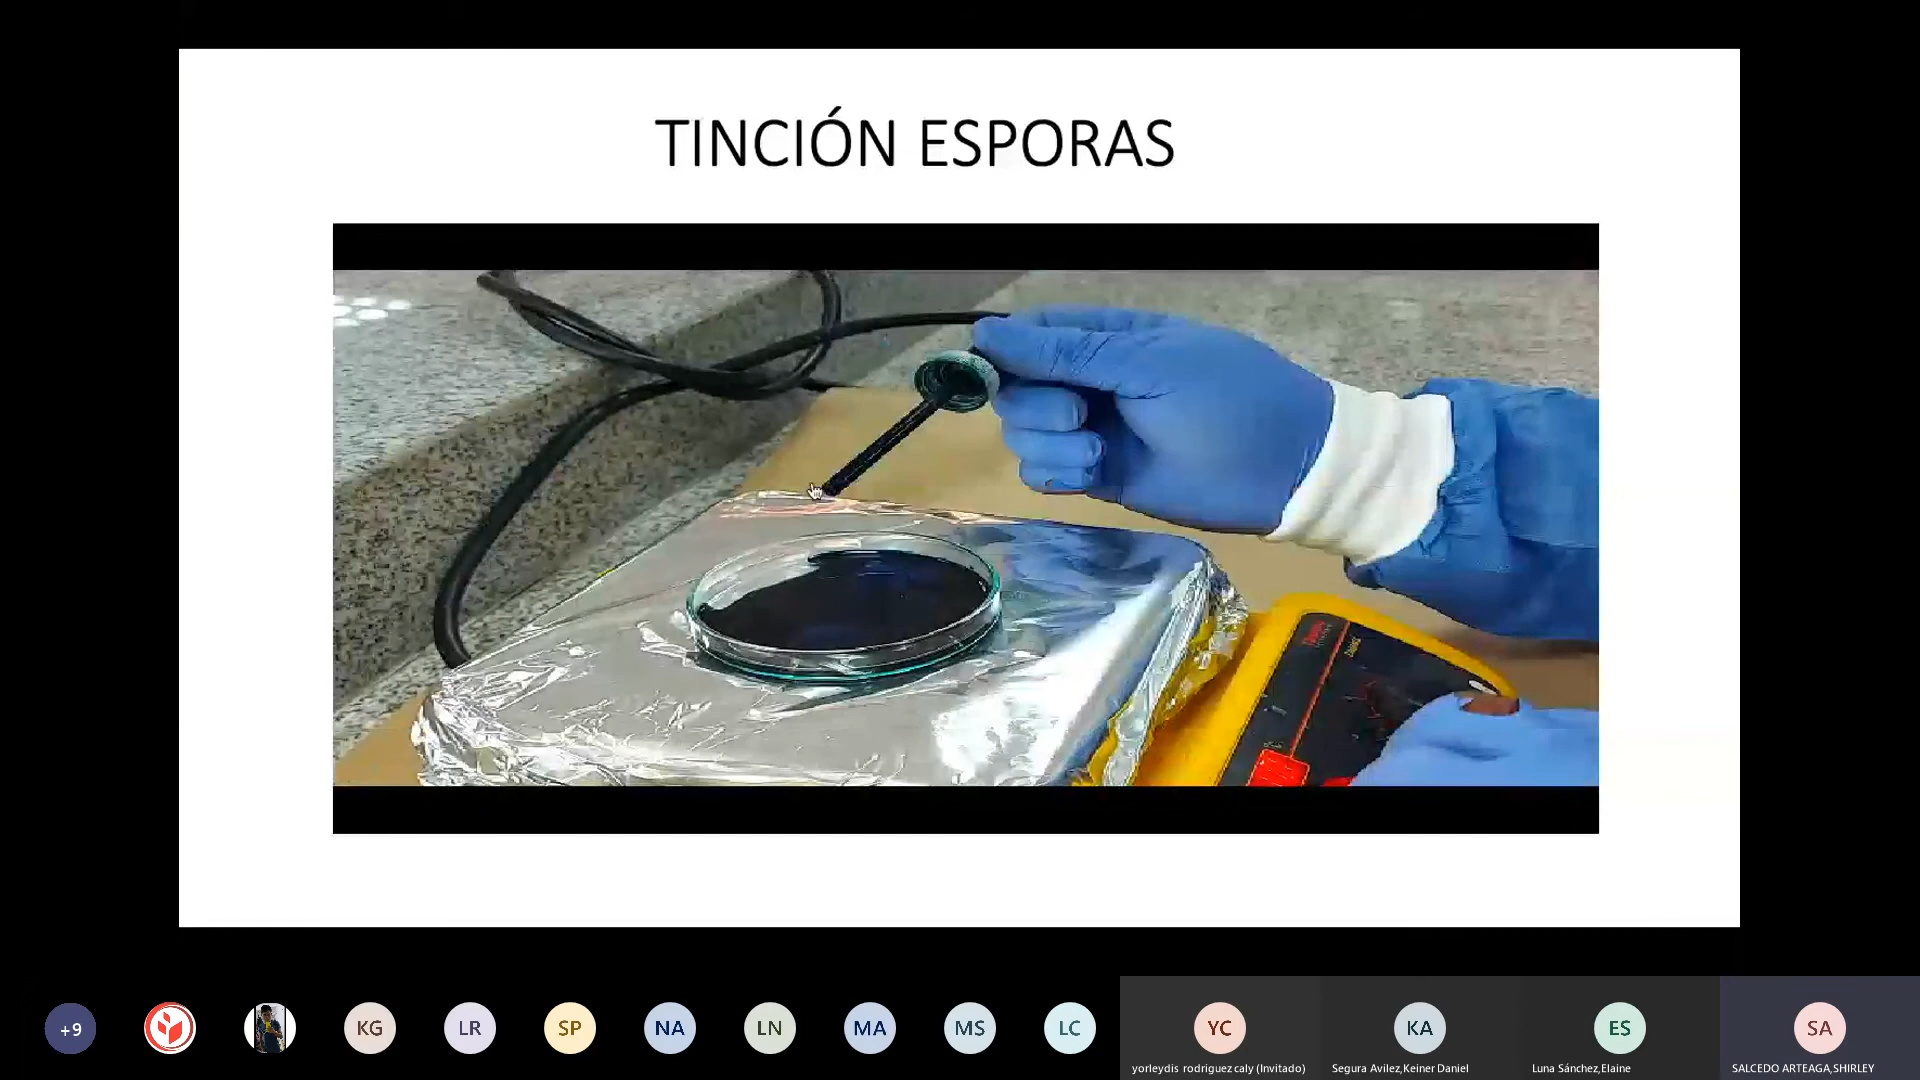 TINCIÓN ESPORAS
+9
KG
LR
SP
NA
LN
MA
MS
LC
YC
KA
ES
SA
yorleydis rodriguez caly (Invitado)
Segura Avilez,Keiner Daniel
Luna Sánchez,Elaine
SALCEDO ARTEAGA,SHIRLEY